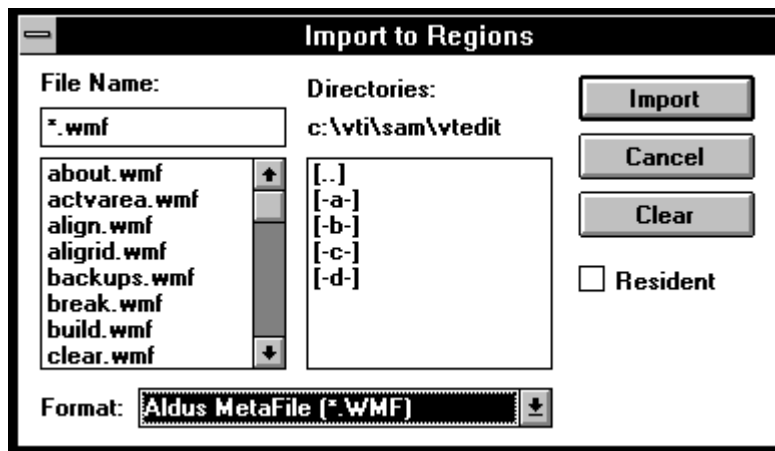 Import to Regions
File Name:
*.wmf
about.wmf
actvarea.wmf
align.wmf
aligrid.wmf
backups.wmf
break.wmf
build.wmf
clear.wmf
Directories:
c:\vti\sam\vtedit
[..]
[-a-]
[-b-]
[-c-]
[-d-]
Import
Cancel
Clear
Resident
Format: Aldus MetaFile (*.WMF)